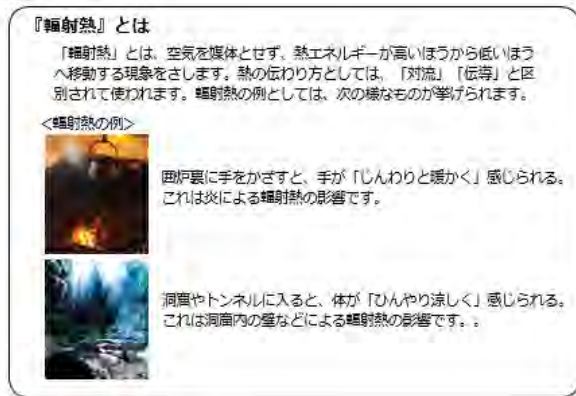 『輻射熱』とは
「輻射熱」とは、空気を媒体とせず、熱エネルギーが高いほうから低いほう
へ移動する現象をさします。熱の伝わり方としては、「対流」「伝導」と区
別されて使われます。輻射熱の例としては、次の様なものが挙げられます。
<輻射熱の例>
囲炉裏に手をかざすと、手が「じんわりと暖かく」感じられる。
これは炎による輻射熱の影響です。
洞窟やトンネルに入ると、体が「ひんやり涼しく」感じられる。
これは洞窟内の壁などによる輻射熱の影響です。。